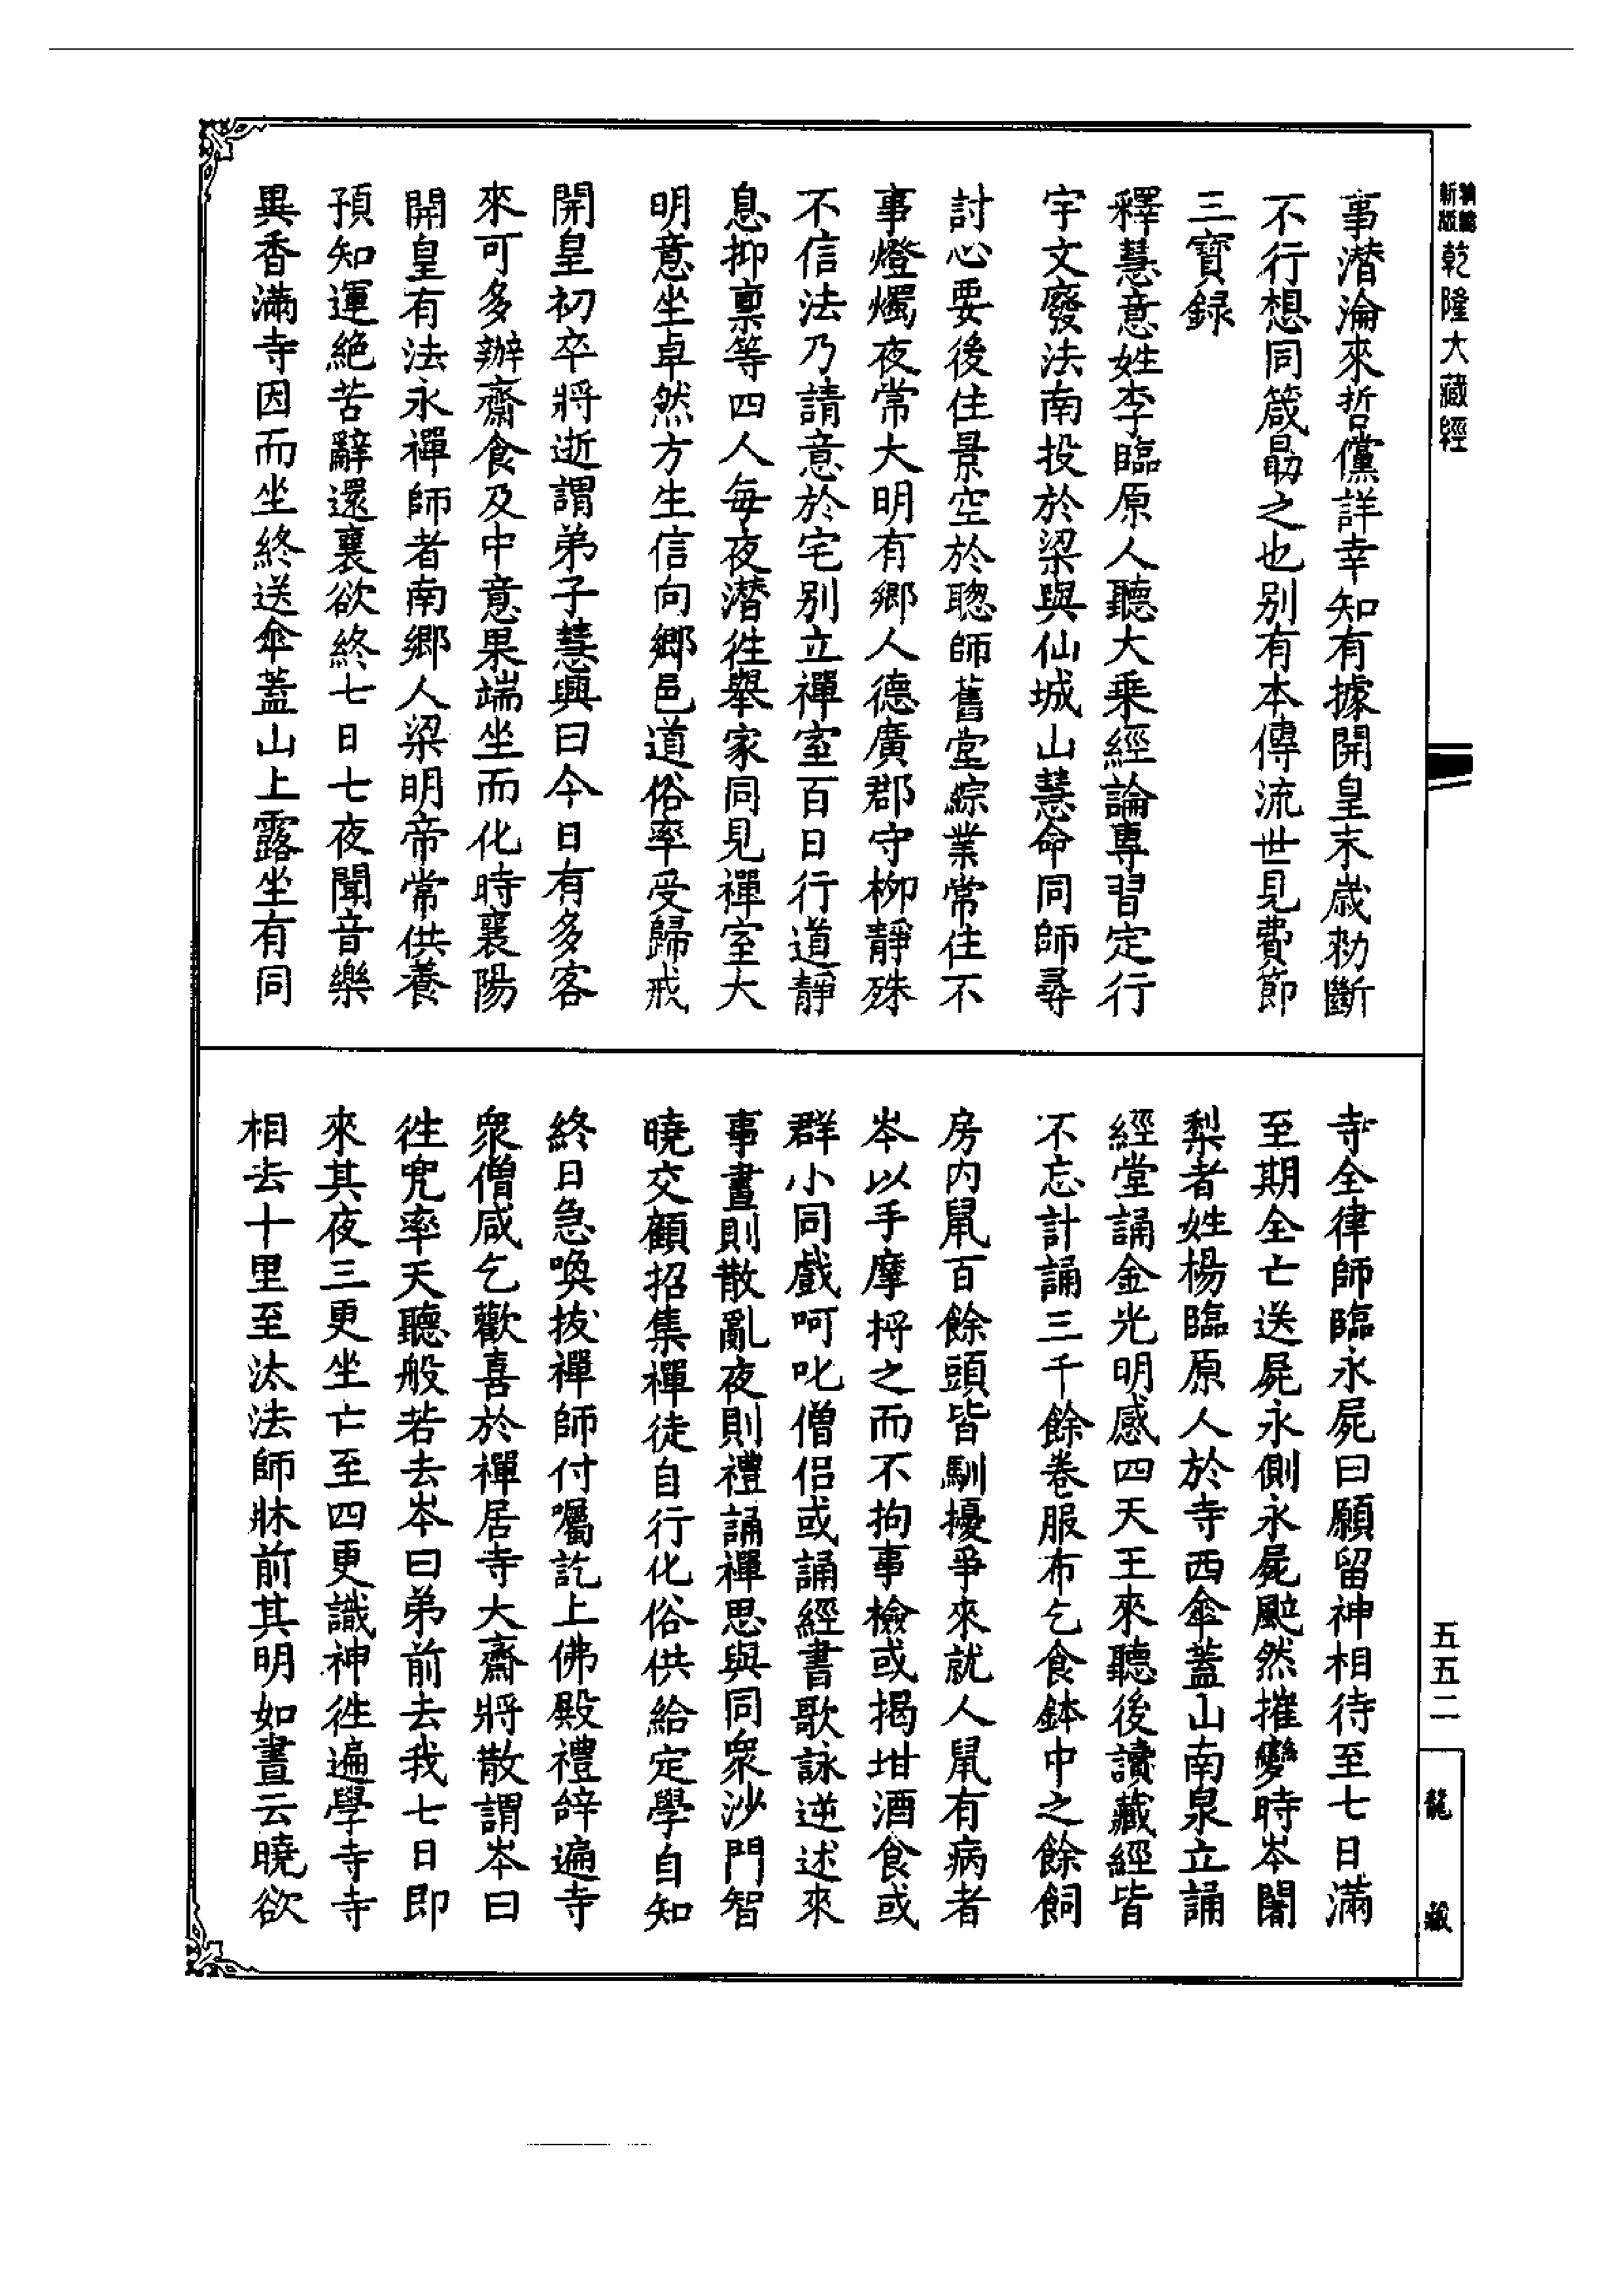 乾隆大藏經
事潛淪來哲儻詳幸知有據開皇末歲勑斷
不行想同箴勗之也別有本傳流世見費節
三寶録
釋慧意姓李臨原人聽大乘經論專習定行
宇文廢法南投於梁與仙城山慧命同師尋
討心要後住景空於聰師舊堂綜業常住不
事燈燭夜常大明有鄉人德廣郡守柳靜殊
不信法乃請意於宅別立禪室百日行道靜
息抑禀等四人每夜潛徃舉家同見禪室大
明意坐卓然方生信向鄉邑道俗率受歸戒
開皇初卒將逝謂弟子慧興曰今日有多客
來可多辦齋食及中意果端坐而化時襄陽
開皇有法永禪師者南鄉人梁明帝常供養
預知運絶苦辭還襄欲終七日七夜聞音樂
異香滿寺因而坐終送傘蓋山上露坐有同
寺全律師臨永屍曰願留神相待至七日滿
至期全亡送屍永側永屍颯然摧變時岑闍
梨者姓楊臨原人於寺西傘蓋山南泉立誦
經堂誦金光明感四天王來聽後讀藏經皆
不忘計誦三千餘卷服布乞食鉢中之餘飼
房内鼠百餘頭皆馴擾爭來就人鼠有病者
岑以手摩捋之而不拘事檢或揭坩酒食或
群小同戲呵叱僧侣或誦經書歌詠逆述來
事晝則散亂夜則禮誦禪思與同衆沙門智
曉交顧招集禪徒自行化俗供給定學自知
終日急喚拔禪師付囑訖上佛殿禮辭遍寺
衆僧咸乞歡喜於禪居寺大齋將散謂岑曰
徃兜率天聽般若去岑曰弟前去我七日即
來其夜三更坐亡至四更識神徃遍學寺寺
相去十里至汰法師牀前其明如晝云曉欲
五五二
龍藏